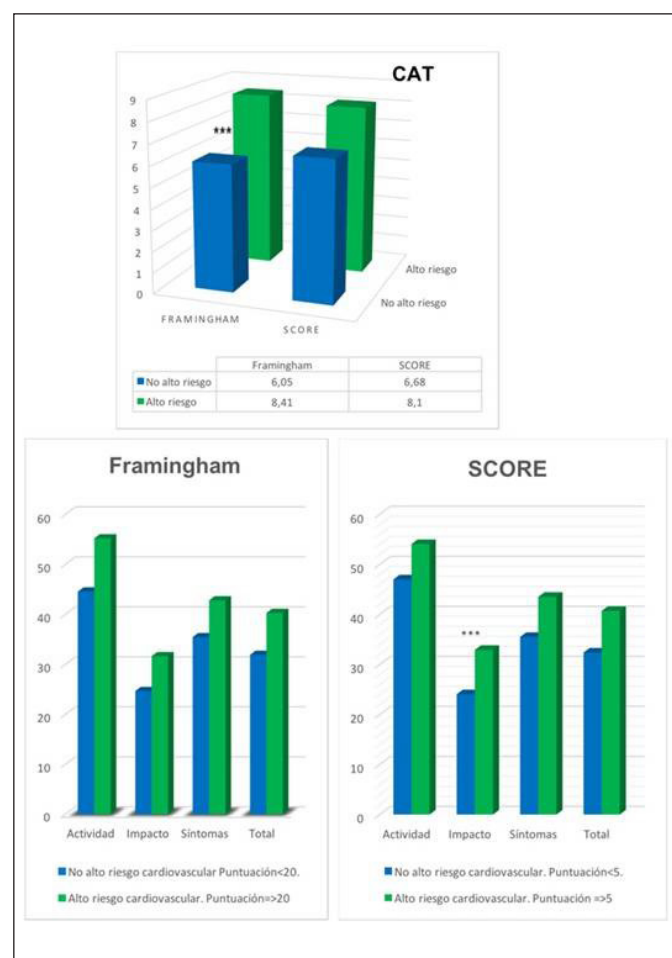 CAT
9
8
7
6
5
4
3
2
1
0
***
Alto riesgo
No alto riesgo
FRAMINGHAM
SCORE
Framingham SCORE
No alto riesgo 6,05 6,68
Alto riesgo 8,41 8,1
Framingham
60
50
40
30
20
10
0
Actividad Impacto Síntomas Total
No alto riesgo cardiovascular Puntuación<20.
Alto riesgo cardiovascular. Puntuación=>20
SCORE
60
50
40
30
20
10
0
***
Actividad Impacto Síntomas Total
No alto riesgo cardiovascular. Puntuación<5.
Alto riesgo cardiovascular. Puntuación =>5